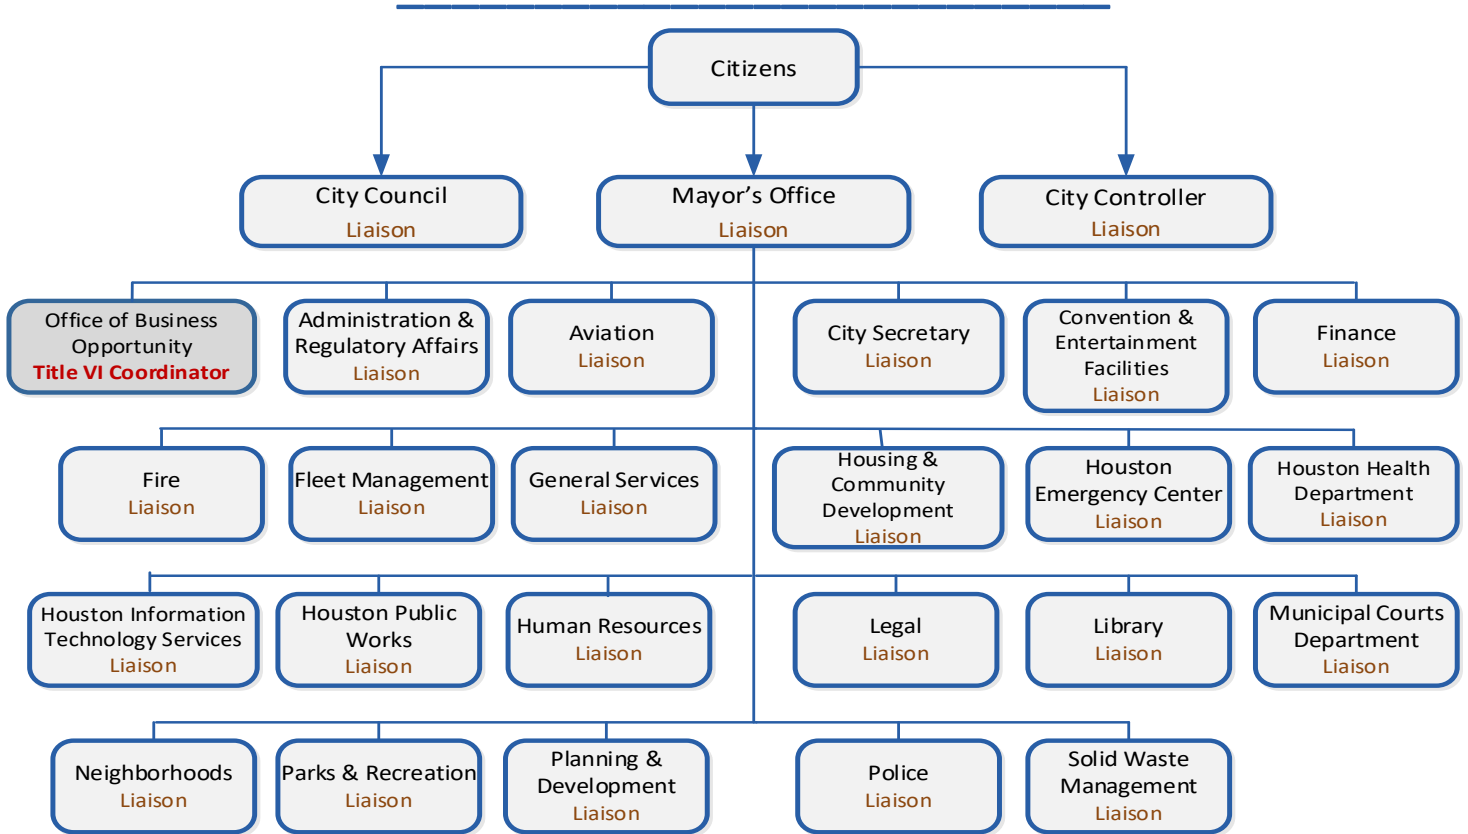 Citizens
City Council
Liaison
Mayor's Office
Liaison
City Controller
Liaison
Office of Business
Opportunity
Title VI Coordinator
Administration &
Regulatory Affairs
Liaison
Aviation
Liaison
City Secretary
Liaison
Convention &
Entertainment
Facilities
Liaison
Finance
Liaison
Fire
Liaison
Fleet Management
Liaison
General Services
Liaison
Housing &
Community
Development
Liaison
Houston
Emergency Center
Liaison
Houston Health
Department
Liaison
Houston Information
Technology Services
Liaison
Houston Public
Works
Liaison
Human Resources
Liaison
Legal
Liaison
Library
Liaison
Municipal Courts
Department
Liaison
Neighborhoods
Liaison
Parks & Recreation
Liaison
Planning &
Development
Liaison
Police
Liaison
Solid Waste
Management
Liaison